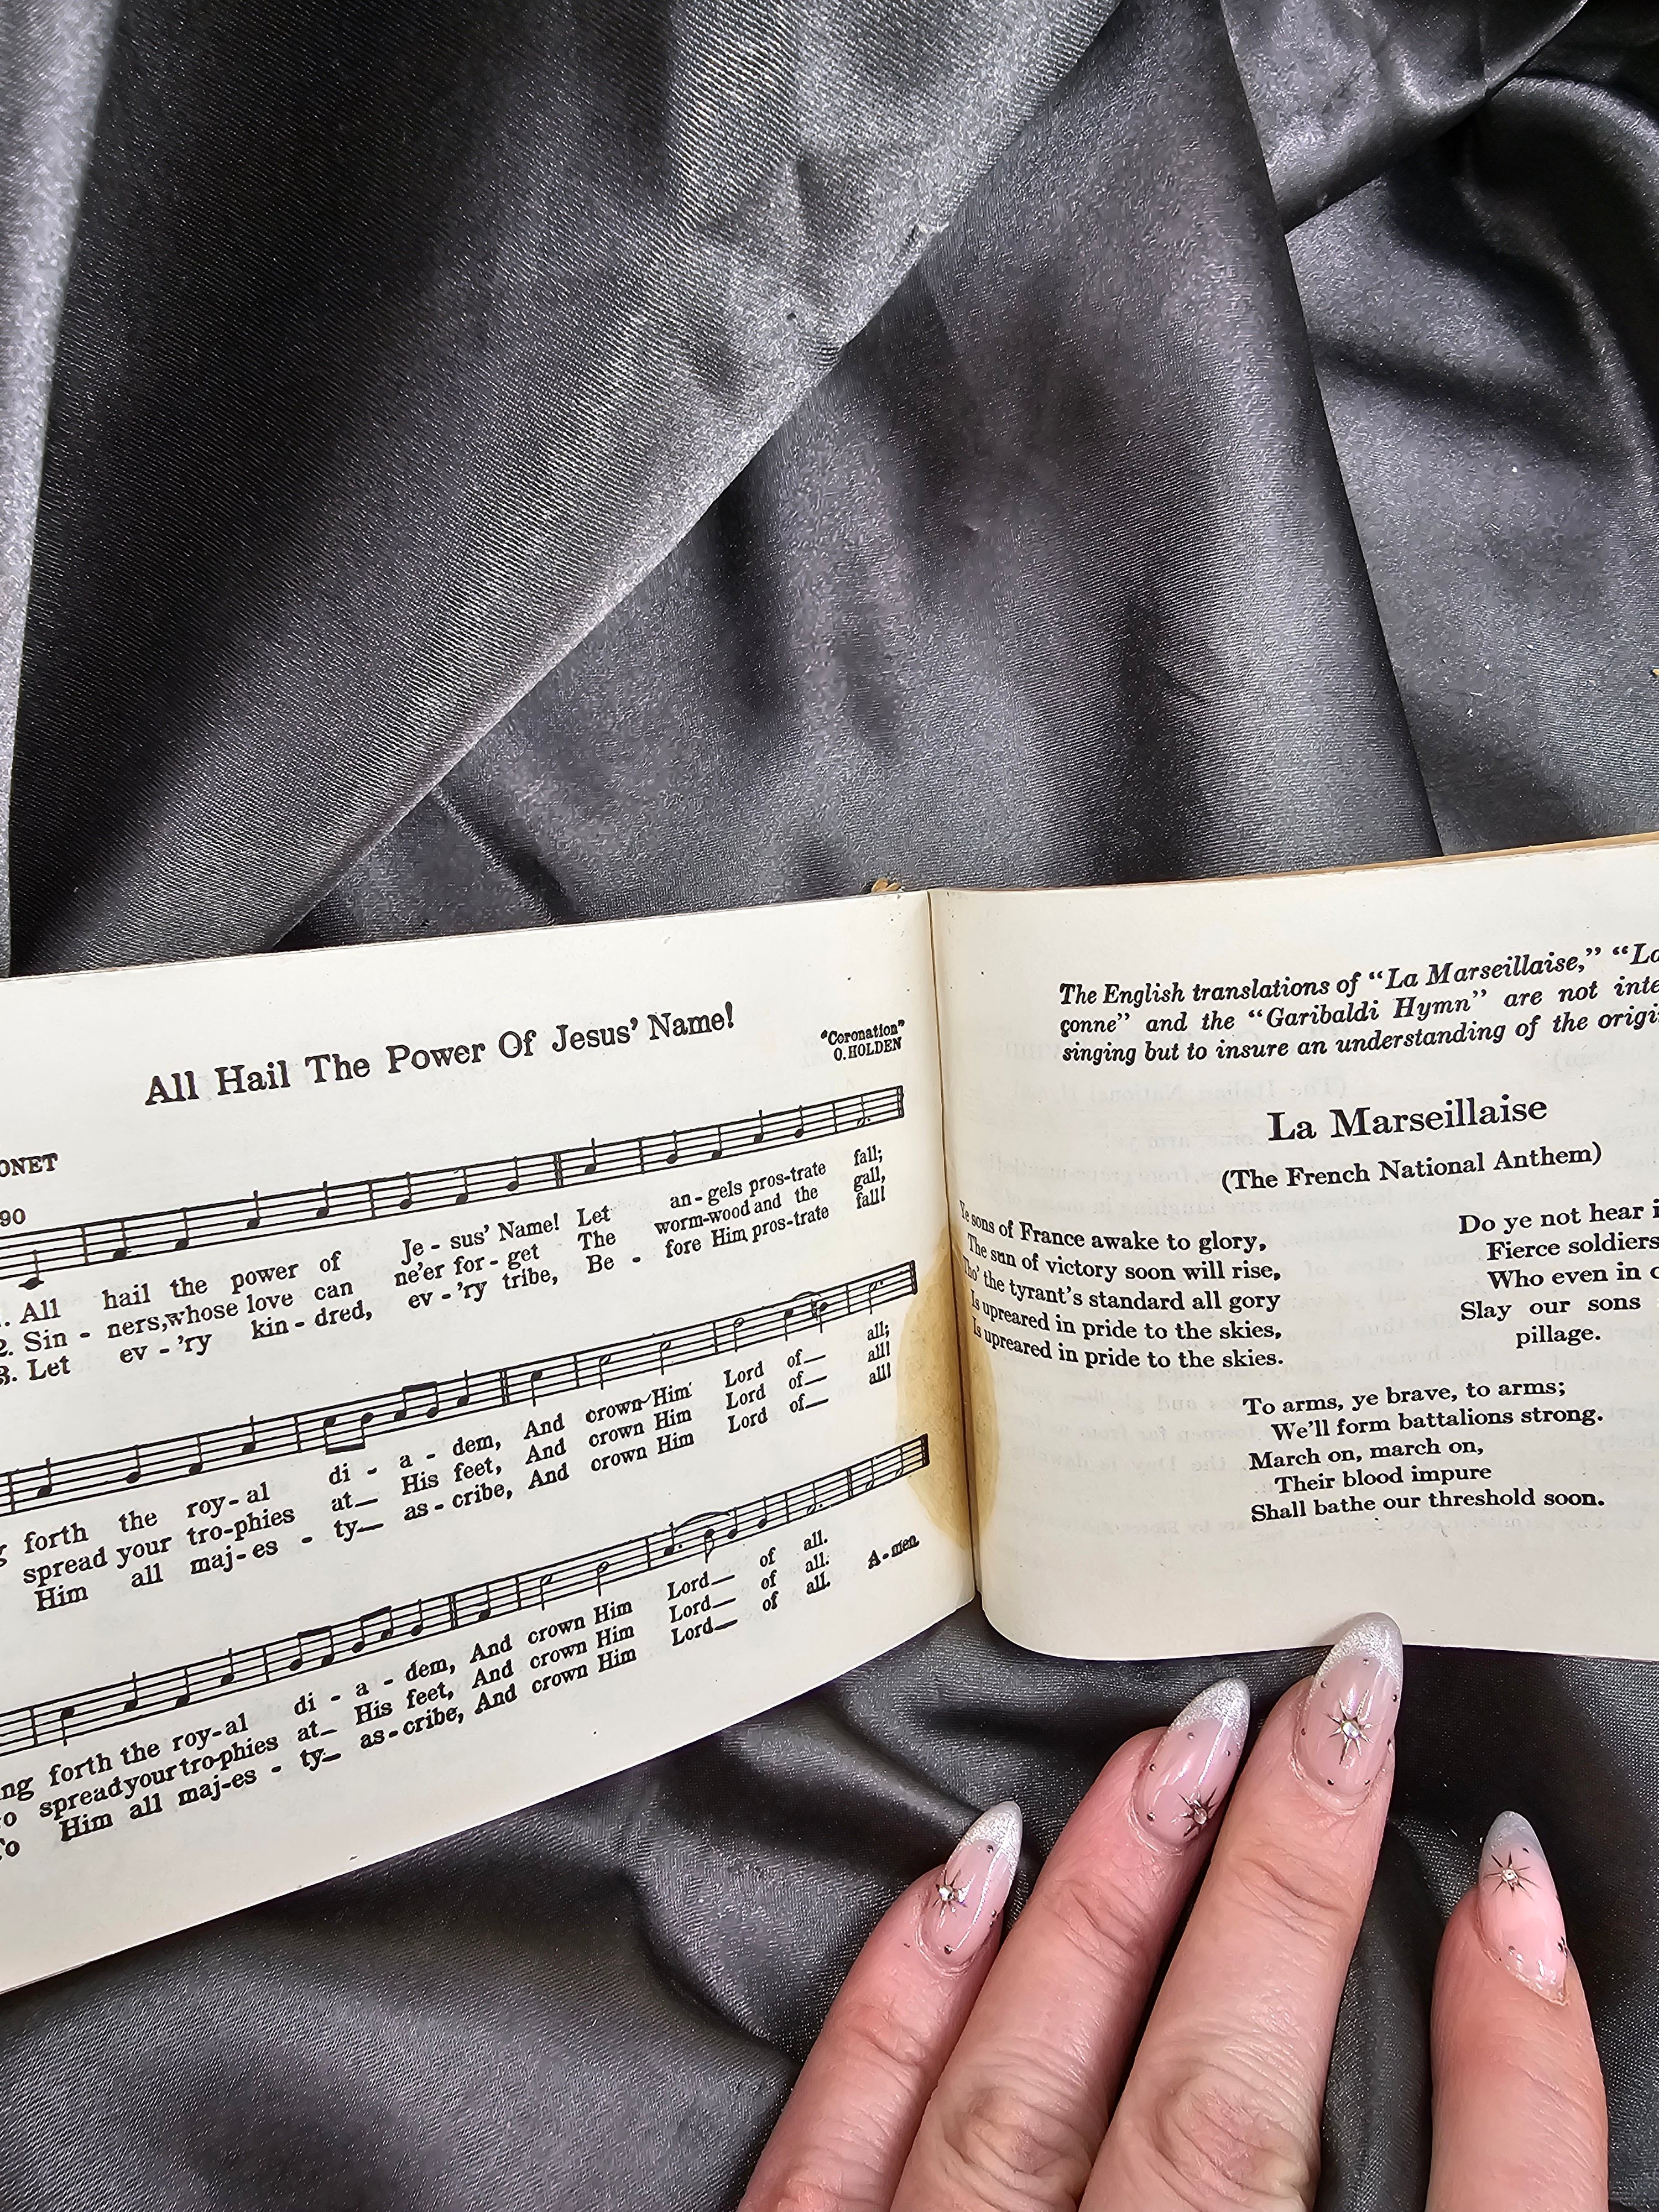 All Hail The Power Of Jesus' Name!
"Coronation"
O. HOLDEN
ONET
90
1. All hail the power of Je - sus' Name! Let an - gels pros-trate fall;
2. Sin - ners, whose love can ne'er for - get The worm-wood and the gall,
3. Let ev - 'ry kin - dred, ev - 'ry tribe, Be - fore Him pros-trate fall!
g forth the roy - al di - a - dem, And crown Him Lord of all;
spread your tro-phies at His feet, And crown Him Lord of all!
Him all maj - es - ty as - cribe, And crown Him Lord of all!
ng forth the roy-al di - a - dem, And crown Him Lord of all.
o spread your tro-phies at His feet, And crown Him Lord of all.
To Him all maj-es - ty as - cribe, And crown Him Lord of all. A - men.
The English translations of "La Marseillaise," "La
çonne" and the "Garibaldi Hymn" are not inte
singing but to insure an understanding of the origi
La Marseillaise
(The French National Anthem)
Ye sons of France awake to glory,
The sun of victory soon will rise,
Tho' the tyrant's standard all gory
Is upreared in pride to the skies,
Is upreared in pride to the skies.
Do ye not hear i
Fierce soldiers
Who even in
Slay our sons
pillage.
To arms, ye brave, to arms;
We'll form battalions strong.
March on, march on,
Their blood impure
Shall bathe our threshold soon.